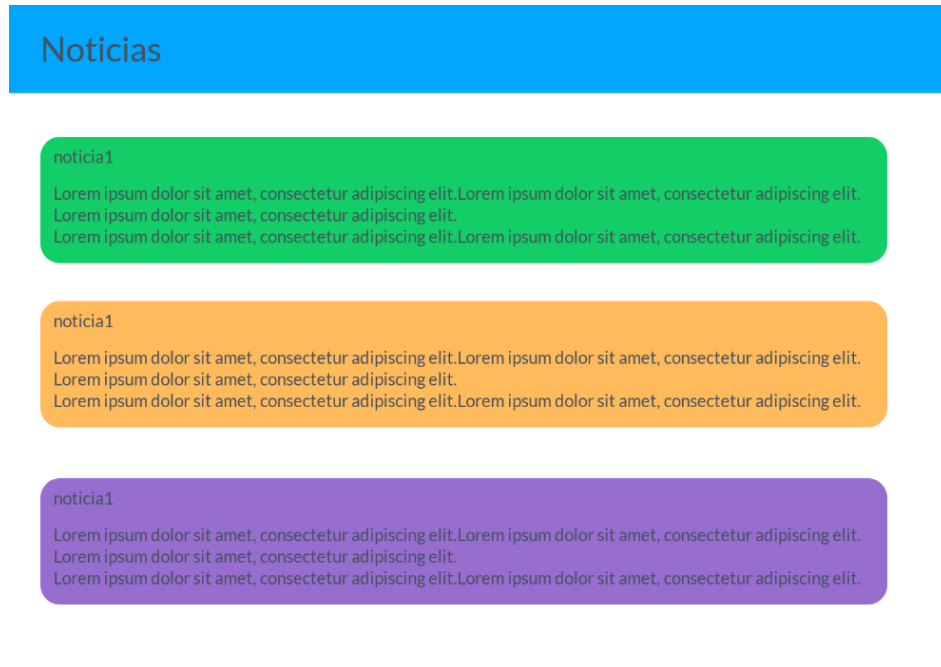 Noticias
noticia1
Lorem ipsum dolor sit amet, consectetur adipiscing elit.Lorem ipsum dolor sit amet, consectetur adipiscing elit.
Lorem ipsum dolor sit amet, consectetur adipiscing elit.
Lorem ipsum dolor sit amet, consectetur adipiscing elit.Lorem ipsum dolor sit amet, consectetur adipiscing elit.
noticia1
Lorem ipsum dolor sit amet, consectetur adipiscing elit.Lorem ipsum dolor sit amet, consectetur adipiscing elit.
Lorem ipsum dolor sit amet, consectetur adipiscing elit.
Lorem ipsum dolor sit amet, consectetur adipiscing elit.Lorem ipsum dolor sit amet, consectetur adipiscing elit.
noticia1
Lorem ipsum dolor sit amet, consectetur adipiscing elit.Lorem ipsum dolor sit amet, consectetur adipiscing elit.
Lorem ipsum dolor sit amet, consectetur adipiscing elit.
Lorem ipsum dolor sit amet, consectetur adipiscing elit.Lorem ipsum dolor sit amet, consectetur adipiscing elit.